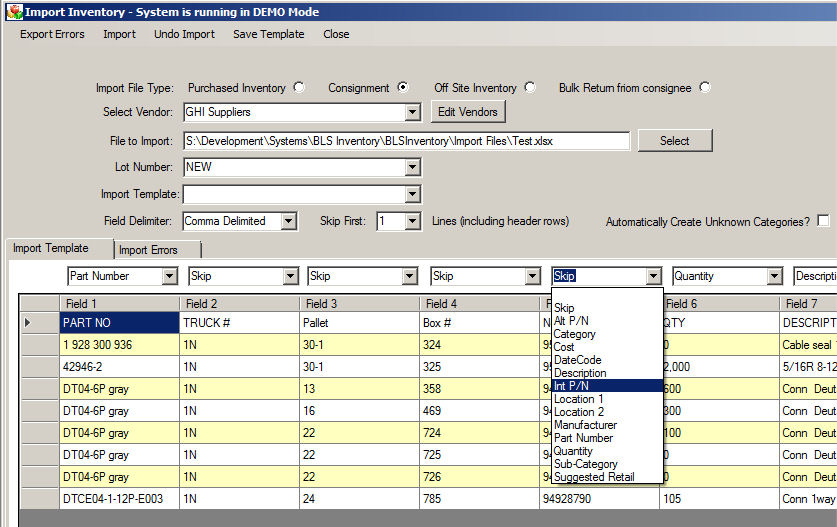 Import Inventory - System is running in DEMO Mode
Export Errors Import Undo Import Save Template Close
Import File Type: Purchased Inventory Consignment Off Site Inventory Bulk Return friom consignee
Select Vendor: GHI Suppliers Edit Vendors
File to Import: S:\Development\Systems\BLS Inventory\BLSInventory\Import Files\Test.xlsx Select
Lot Number: NEW
Import Template:
Field Delimiter: Comma Delimited Skip First: 1 Lines (including header rows) Automatically Create Unknown Categories?
Import Template Import Errors
Part Number Skip Skip Skip Skip Quantity Descripti
Field 1 Field 2 Field 3 Field 4 F Field 6 Field 7
PART NO TRUCK # Pallet Box # N QTY DESCRIPT
1 928 300 936 1N 30-1 324 95 0 Cable seal
42946-2 1N 30-1 325 95 2,000 5/16R 8-12
DT04-6P gray 1N 13 358 94 600 Conn Deut
DT04-6P gray 1N 16 469 94 300 Conn Deut
DT04-6P gray 1N 22 724 94 100 Conn Deut
DT04-6P gray 1N 22 725 94 0 Conn Deut
DT04-6P gray 1N 22 726 94 0 Conn Deut
DTCE04-1-12P-E003 1N 24 785 94928790 105 Conn 1way
Skip
Alt P/N
Category
Cost
DateCode
Description
Int P/N
Location 1
Location 2
Manufacturer
Part Number
Quantity
Sub-Category
Suggested Retail